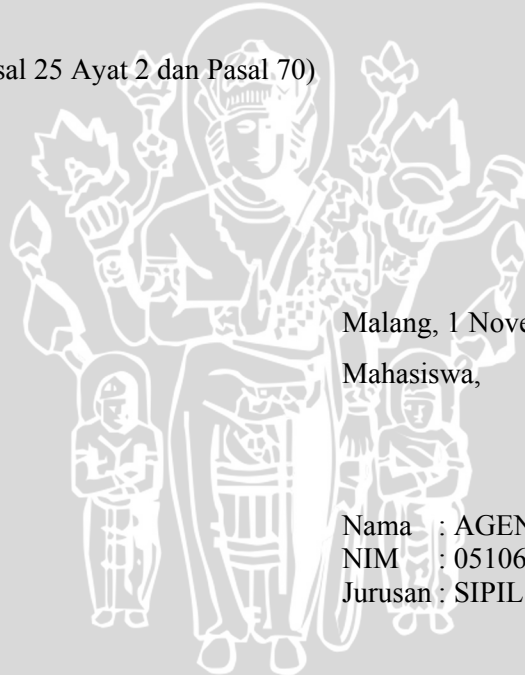 sal 25 Ayat 2 dan Pasal 70)
Malang, 1 Nove
Mahasiswa,
Nama : AGEN
NIM : 05106
Jurusan : SIPIL